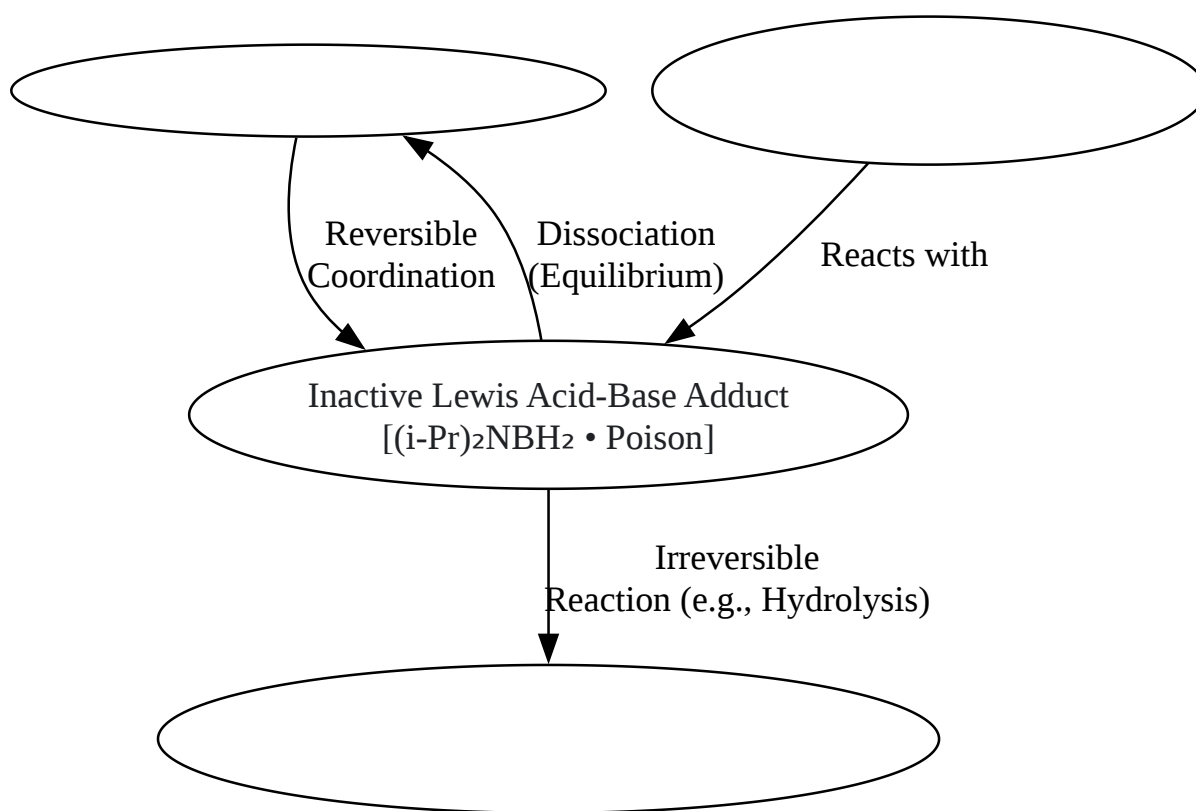 Reversible
Coordination
Dissociation
(Equilibrium)
Reacts with
Inactive Lewis Acid-Base Adduct
[(i-Pr)₂NBH₂ • Poison]
Irreversible
Reaction (e.g., Hydrolysis)